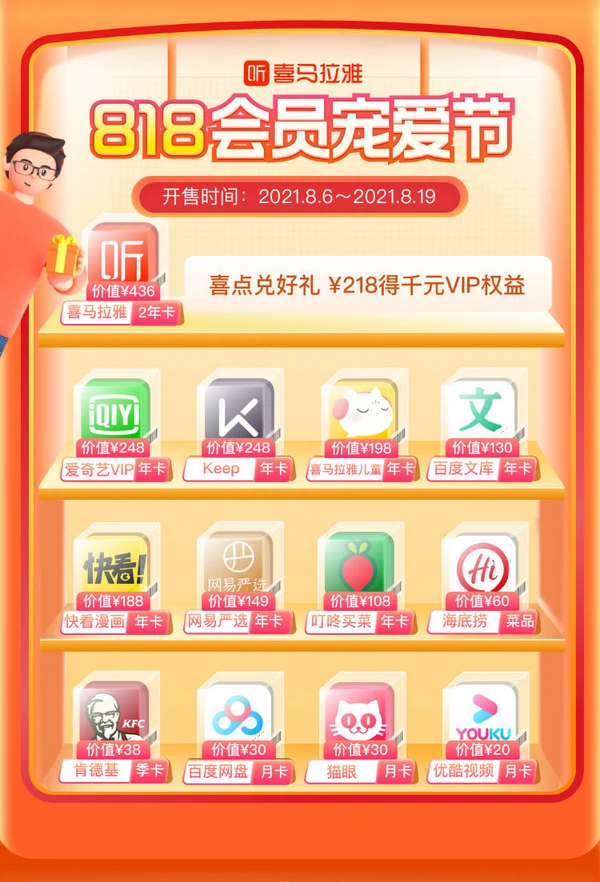 听 喜马拉雅
818会员宠爱节
开售时间：2021.8.6～2021.8.19
听
价值¥436
喜马拉雅 2年卡
喜点兑好礼 ¥218得千元VIP权益
iQIYI
价值¥248
爱奇艺VIP 年卡
K
价值¥248
Keep 年卡
价值¥198
喜马拉雅儿童 年卡
文
价值¥130
百度文库 年卡
快看!
价值¥188
快看漫画 年卡
网易严选
价值¥149
网易严选 年卡
价值¥108
叮咚买菜 年卡
Hi
价值¥60
海底捞 菜品
KFC
价值¥38
肯德基 季卡
价值¥30
百度网盘 月卡
价值¥30
猫眼 月卡
YOUKU
价值¥20
优酷视频 月卡